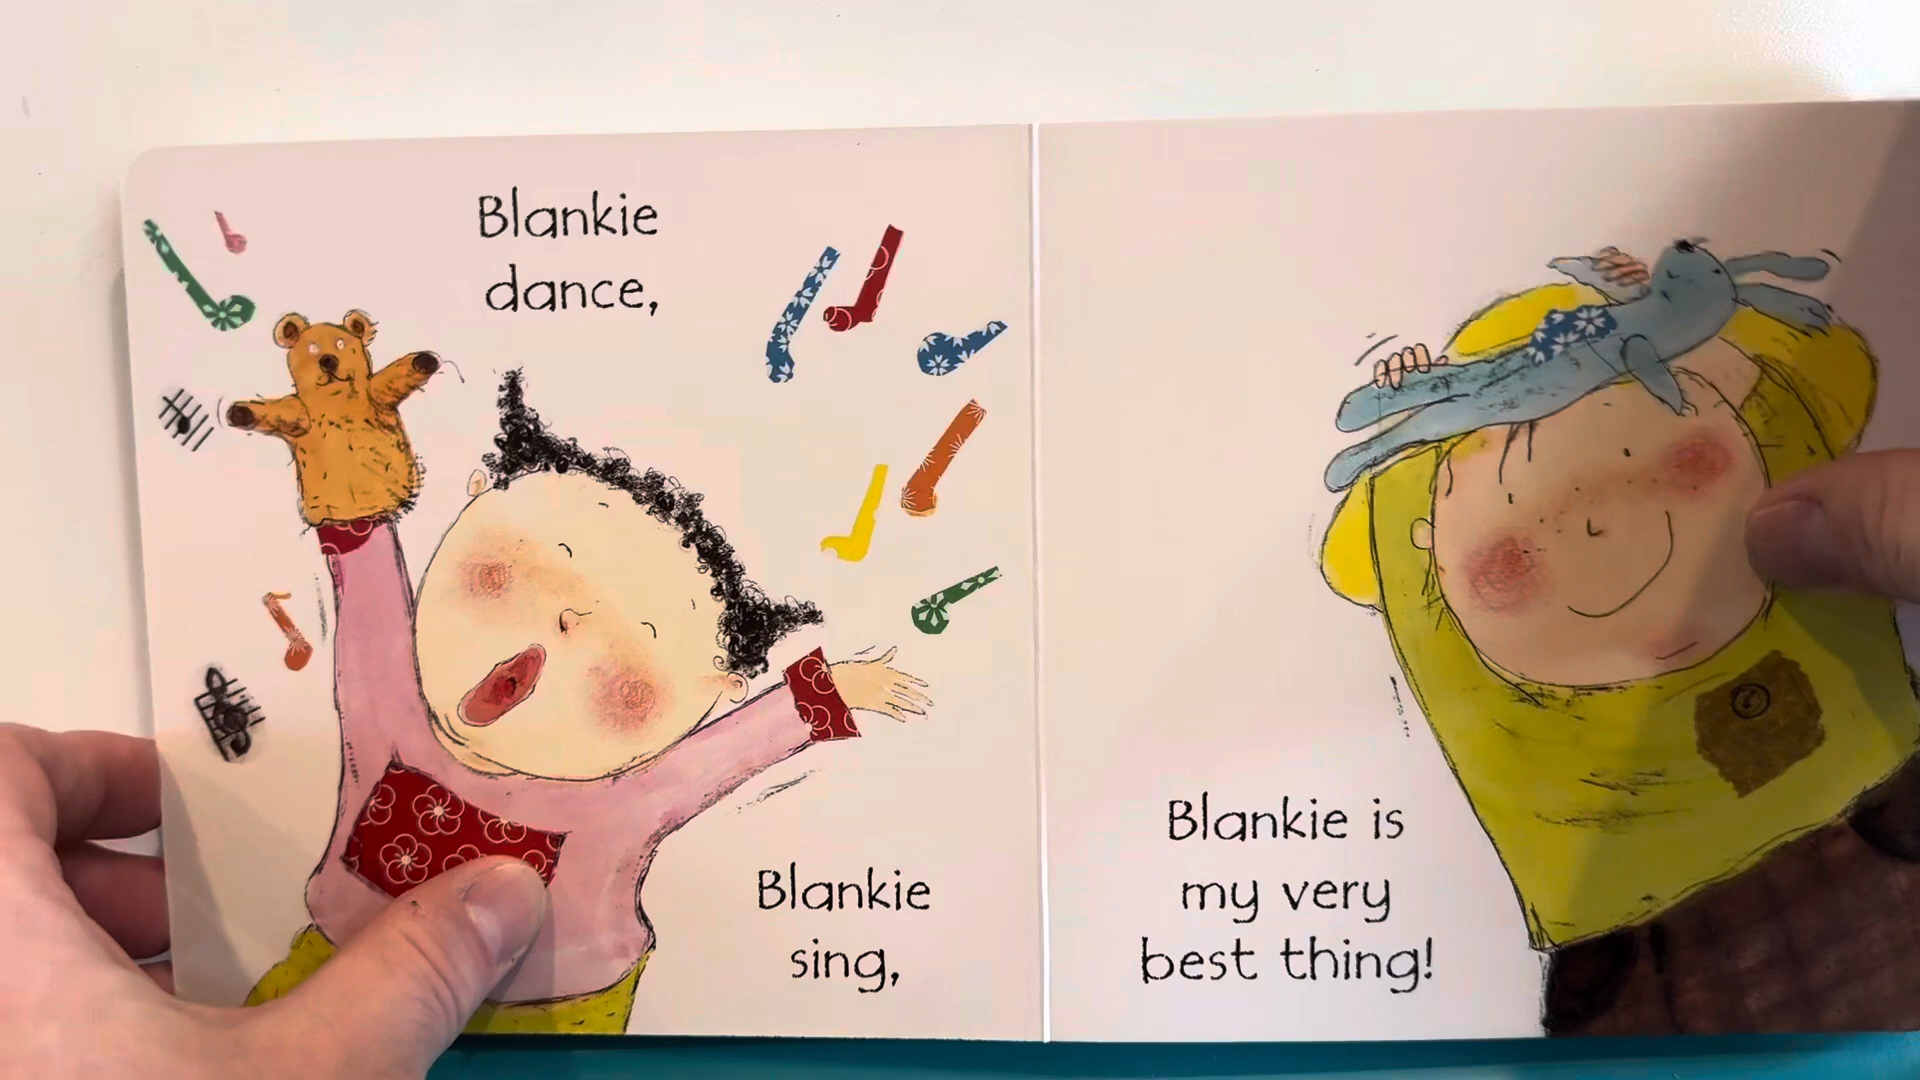 Blankie
dance,
Blankie
sing,
Blankie is
my very
best thing!